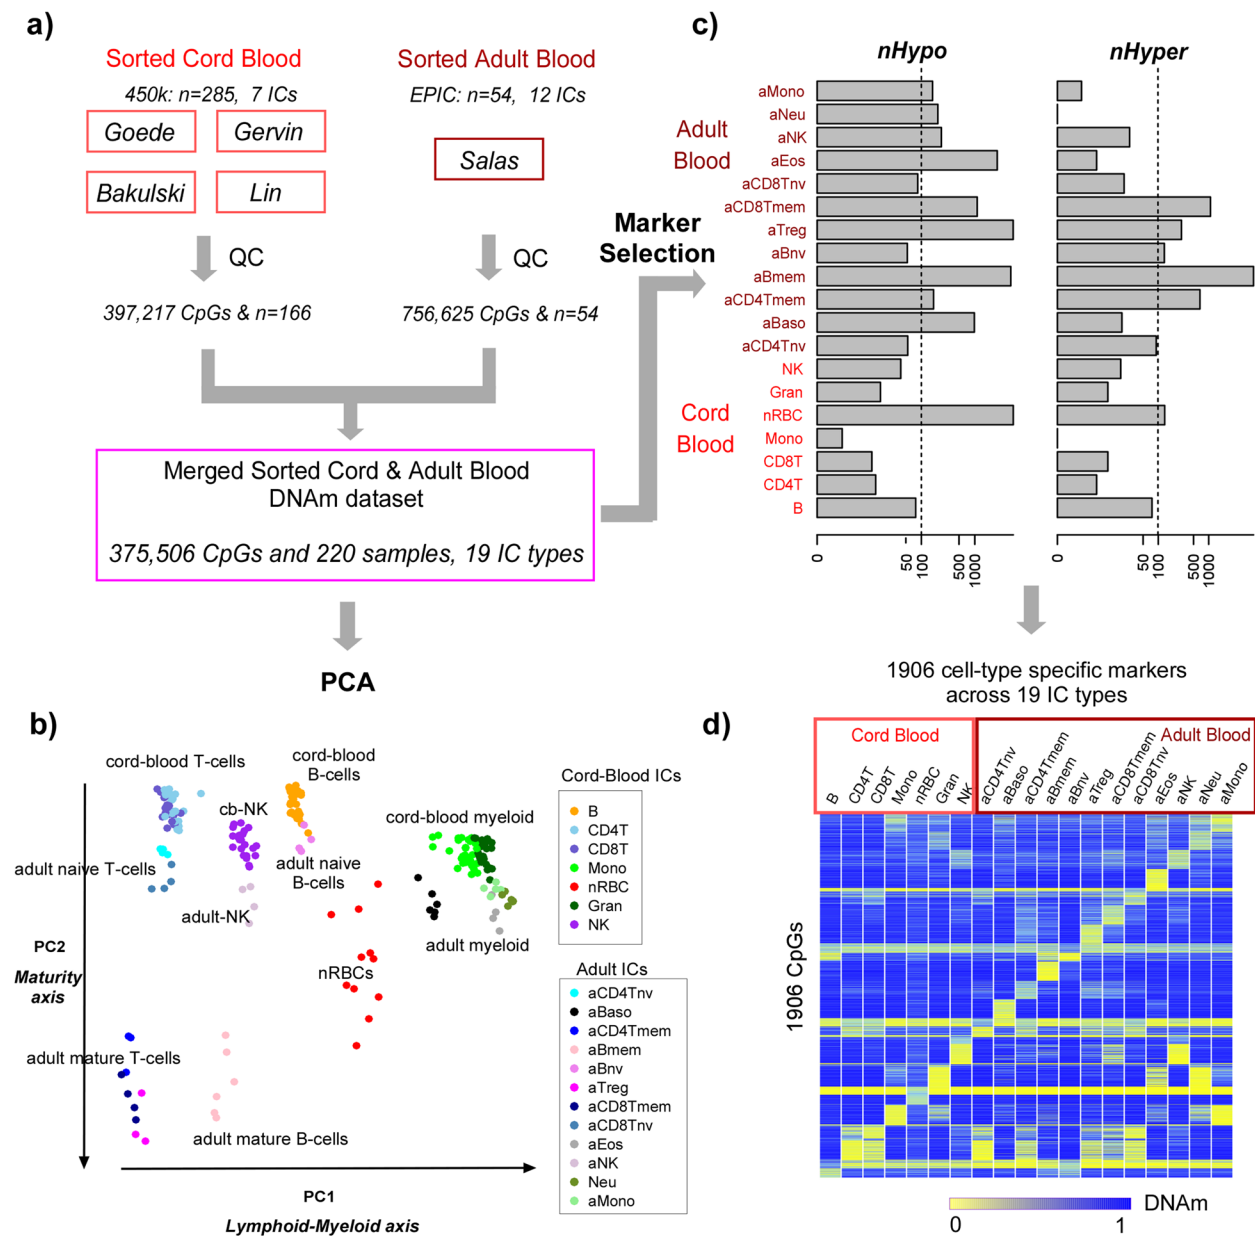 a)
Sorted Cord Blood
450k: n=285, 7 ICs
Goede
Gervin
Bakulski
Lin
QC
397,217 CpGs & n=166
Sorted Adult Blood
EPIC: n=54, 12 ICs
Salas
QC
756,625 CpGs & n=54
Merged Sorted Cord & Adult Blood
DNAm dataset
375,506 CpGs and 220 samples, 19 IC types
Marker
Selection
PCA
c)
nHypo
nHyper
Adult
Blood
Cord
Blood
aMono
aNeu
aNK
aEos
aCD8Tnv
aCD8Tmem
aTreg
aBnv
aBmem
aCD4Tmem
aBaso
aCD4Tnv
NK
Gran
nRBC
Mono
CD8T
CD4T
B
0
50
100
500
1000
0
50
100
500
1000
1906 cell-type specific markers
across 19 IC types
b)
cord-blood T-cells
cord-blood
B-cells
cb-NK
cord-blood myeloid
adult naive T-cells
adult naive
B-cells
adult-NK
adult myeloid
nRBCs
adult mature T-cells
adult mature B-cells
PC2
Maturity
axis
PC1
Lymphoid-Myeloid axis
Cord-Blood ICs
B
CD4T
CD8T
Mono
nRBC
Gran
NK
Adult ICs
aCD4Tnv
aBaso
aCD4Tmem
aBmem
aBnv
aTreg
aCD8Tmem
aCD8Tnv
aEos
aNK
Neu
aMono
d)
Cord Blood
Adult Blood
B
CD4T
CD8T
Mono
nRBC
Gran
NK
aCD4Tnv
aBaso
aCD4Tmem
aBmem
aBnv
aTreg
aCD8Tmem
aCD8Tnv
aEos
aNK
aNeu
aMono
1906 CpGs
DNAm
0
1